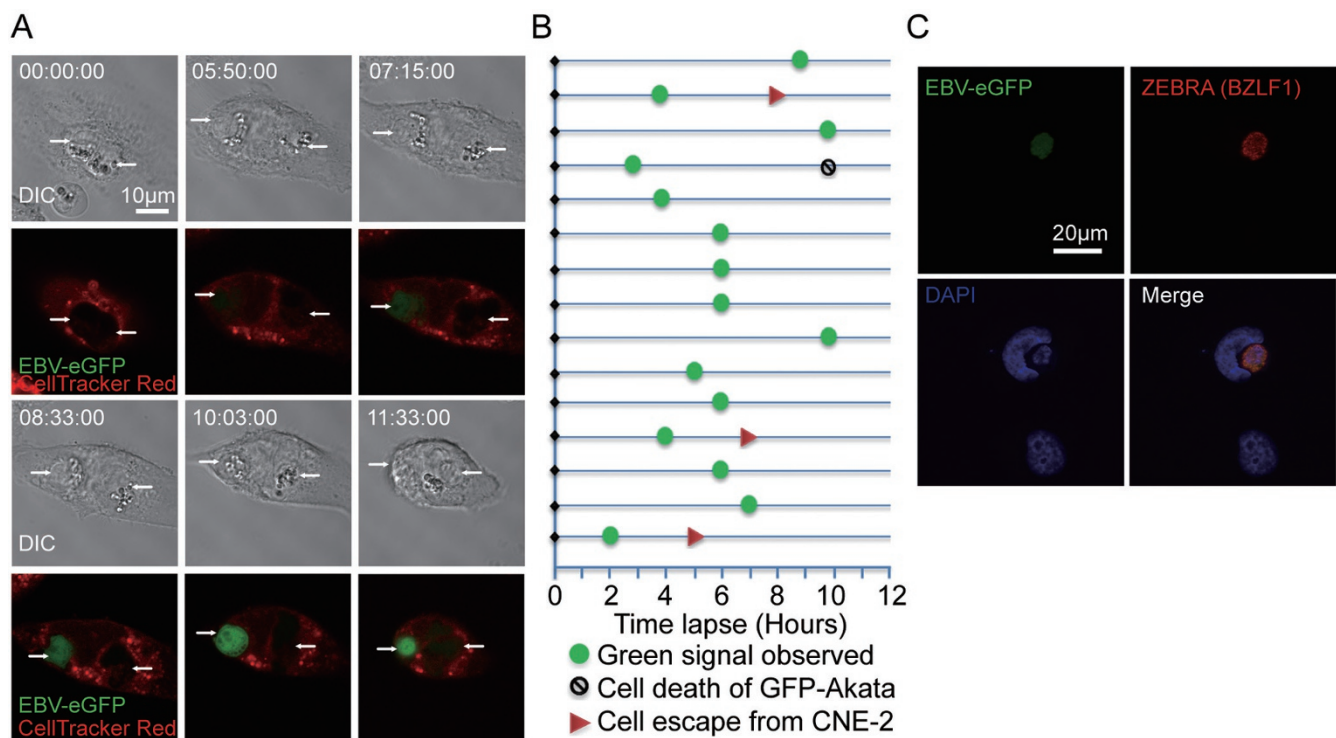 A
00:00:00
05:50:00
07:15:00
DIC
10µm
EBV-eGFP
CellTracker Red
08:33:00
10:03:00
11:33:00
DIC
EBV-eGFP
CellTracker Red
B
0 2 4 6 8 10 12
Time lapse (Hours)
Green signal observed
Cell death of GFP-Akata
Cell escape from CNE-2
C
EBV-eGFP
ZEBRA (BZLF1)
20µm
DAPI
Merge